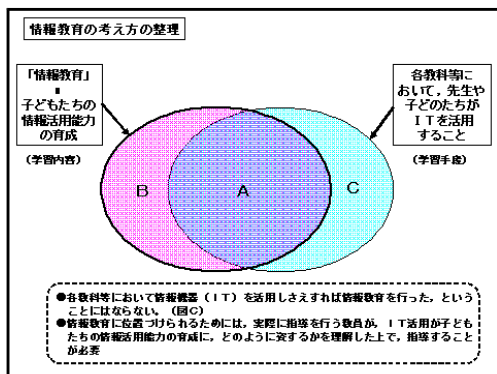 情報教育の考え方の整理
「情報教育」
=
子どもたちの
情報活用能力
の育成
(学習内容)
各教科等に
おいて,先生や
子どのたちが
ITを活用
すること
(学習手段)
B
A
C
●各教科等において情報機器(IT)を活用しさえすれば情報教育を行った,という
ことにはならない。(図C)
●情報教育に位置づけられるためには,実際に指導を行う教員が,IT活用が子ども
たちの情報活用能力の育成に,どのように資するかを理解した上で,指導すること
が必要